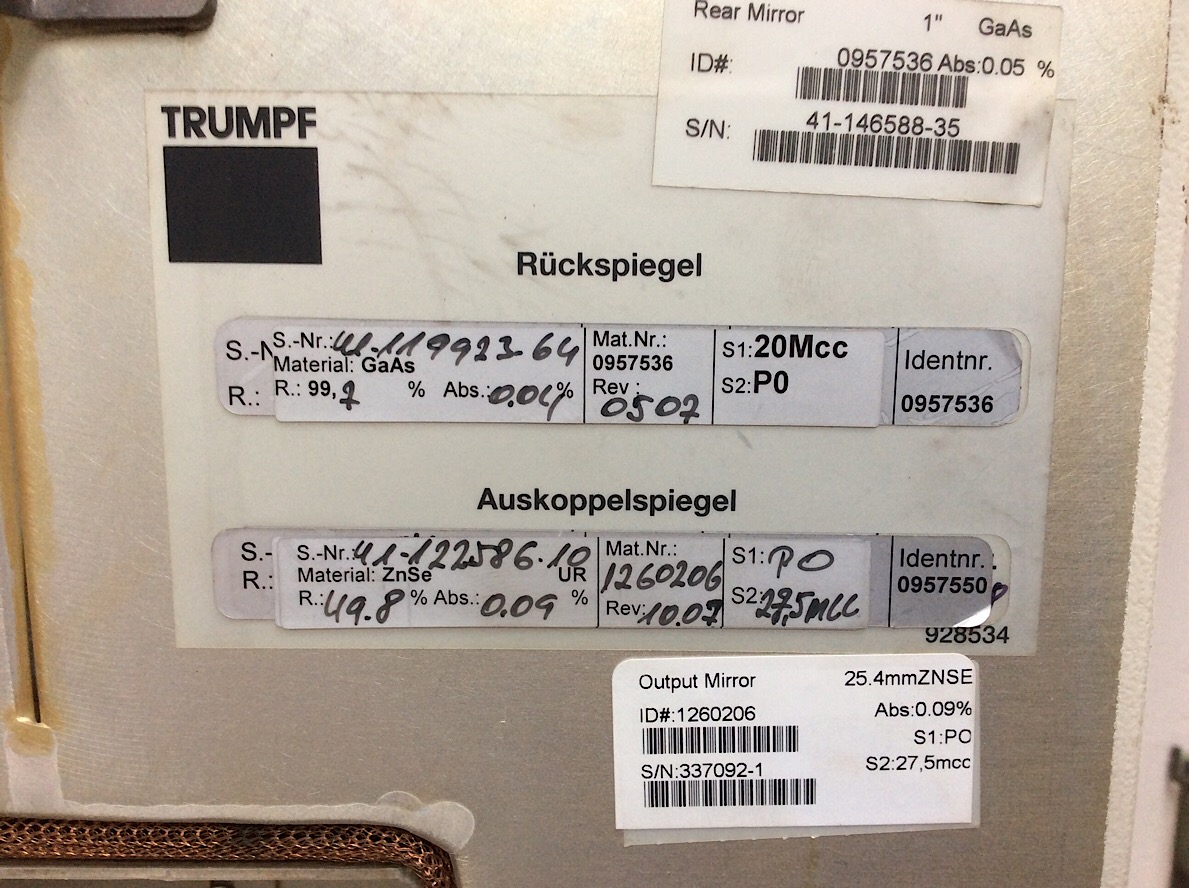 Rear Mirror 1" GaAs
ID#: 0957536 Abs:0.05 %
S/N: 41-146588-35
TRUMPF
Rückspiegel
S.-N
R.:
S.-Nr.: 41-119923-64
Material: GaAs
R.: 99,7 % Abs.: 0.04 %
Mat.Nr.:
0957536
Rev.:
0507
S1:20Mcc
S2:P0
Identnr.
0957536
Auskoppelspiegel
S.-
R.:
S.-Nr.: 41-122586-10
Material: ZnSe UR
R.: 49.8 % Abs.: 0.09 %
Mat.Nr.:
1260206
Rev: 10.07
S1: PO
S2: 27,5mcc
Identnr.
0957550
928534
Output Mirror 25.4mmZNSE
ID#:1260206 Abs:0.09%
S1:PO
S/N:337092-1 S2:27,5mcc